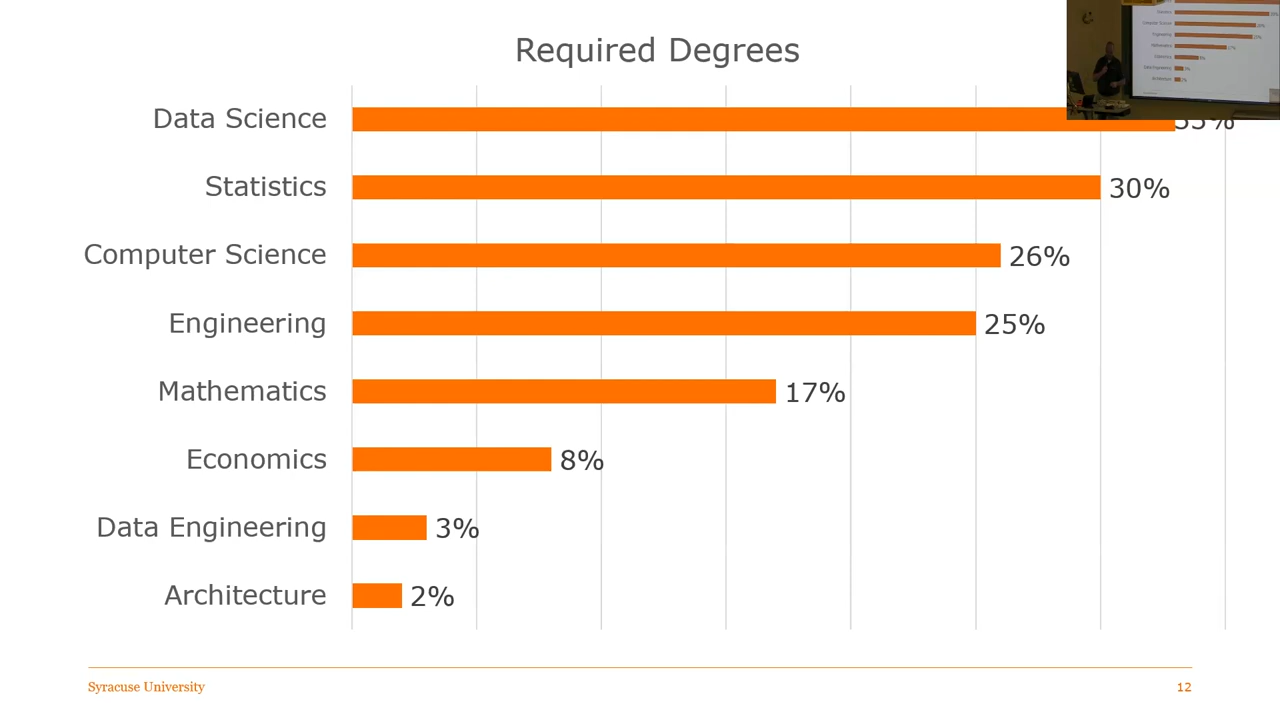 Required Degrees
Data Science 33%
Statistics 30%
Computer Science 26%
Engineering 25%
Mathematics 17%
Economics 8%
Data Engineering 3%
Architecture 2%
Syracuse University 12